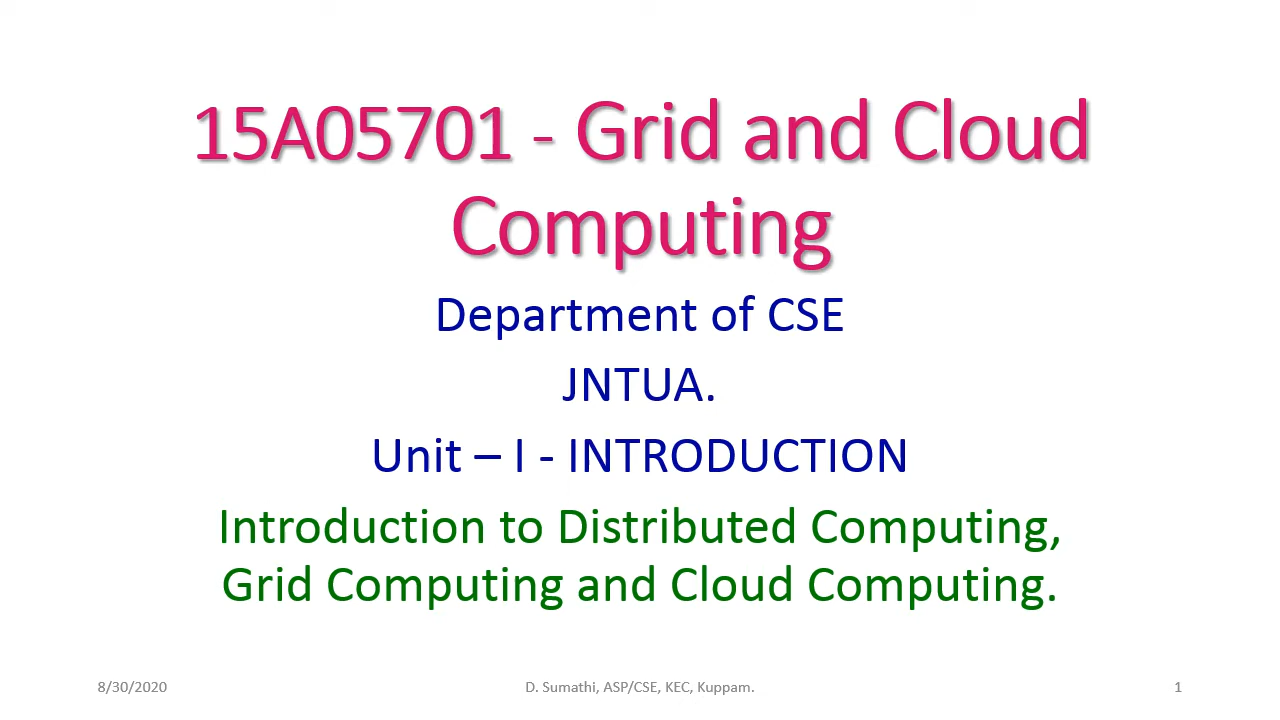 15A05701 - Grid and Cloud
Computing
Department of CSE
JNTUA.
Unit – I - INTRODUCTION
Introduction to Distributed Computing,
Grid Computing and Cloud Computing.
8/30/2020
D. Sumathi, ASP/CSE, KEC, Kuppam.
1